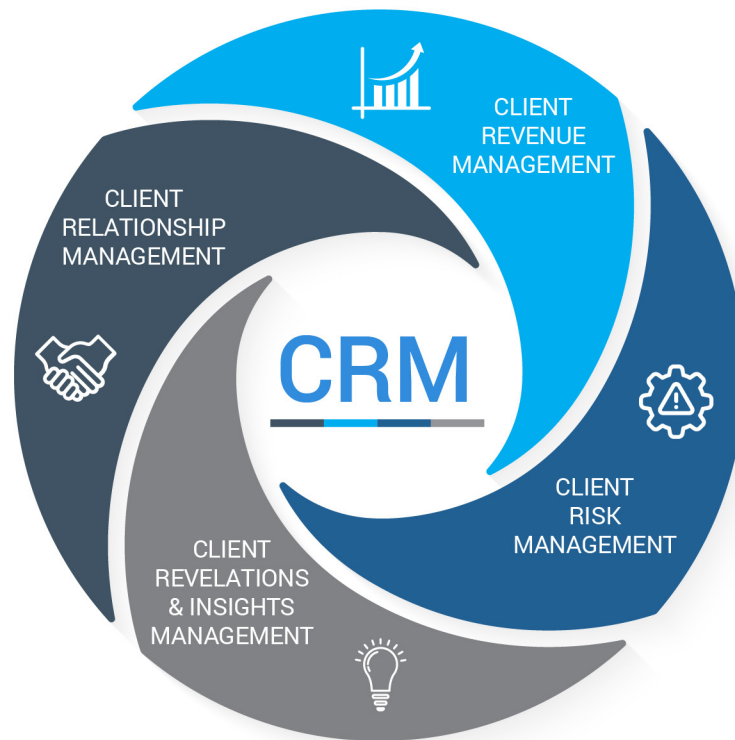 CLIENT
REVENUE
MANAGEMENT
CLIENT
RELATIONSHIP
MANAGEMENT
CRM
CLIENT
RISK
MANAGEMENT
CLIENT
REVELATIONS
& INSIGHTS
MANAGEMENT